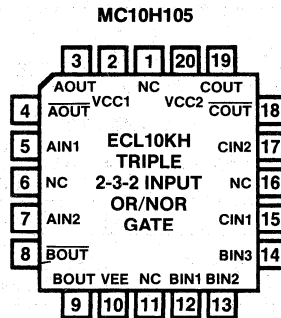 MC10H105
3 2 1 20 19
AOUT VCC1 NC VCC2 COUT
4 AOUT COUT 18
5 AIN1 CIN2 17
6 NC NC 16
7 AIN2 CIN1 15
8 BOUT BIN3 14
ECL10KH
TRIPLE
2-3-2 INPUT
OR/NOR
GATE
BOUT VEE NC BIN1 BIN2
9 10 11 12 13